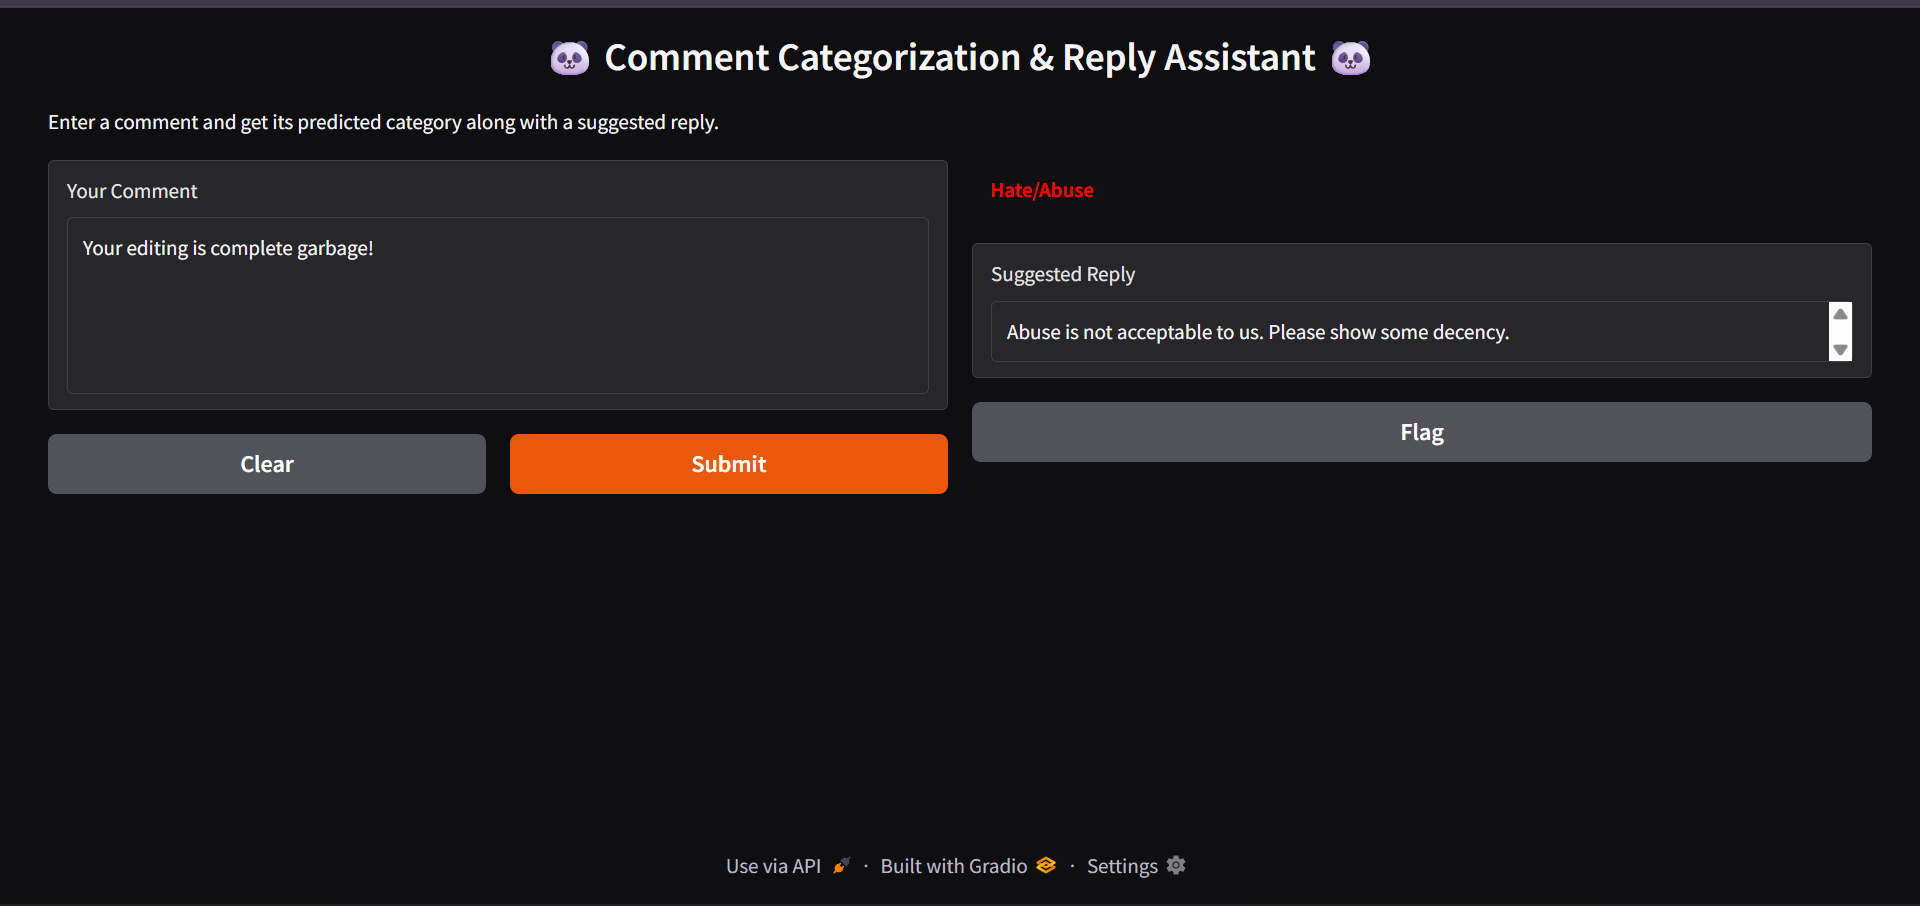 🐼 Comment Categorization & Reply Assistant 🐼
Enter a comment and get its predicted category along with a suggested reply.
Your Comment
Your editing is complete garbage!
Clear
Submit
Hate/Abuse
Suggested Reply
Abuse is not acceptable to us. Please show some decency.
Flag
Use via API · Built with Gradio · Settings